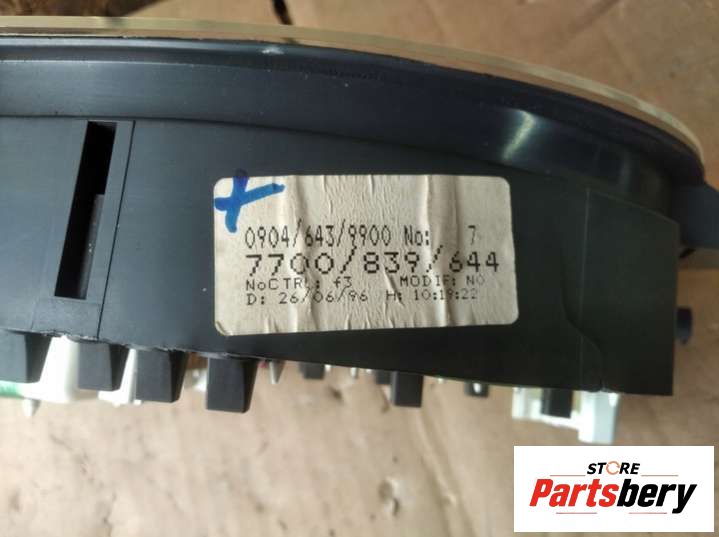 0904/643/9900 No: 7
7700/839/644
NoCTRL: f3 MODIF: NO
D: 26/06/96 H: 10:19:22
STORE
Partsbery